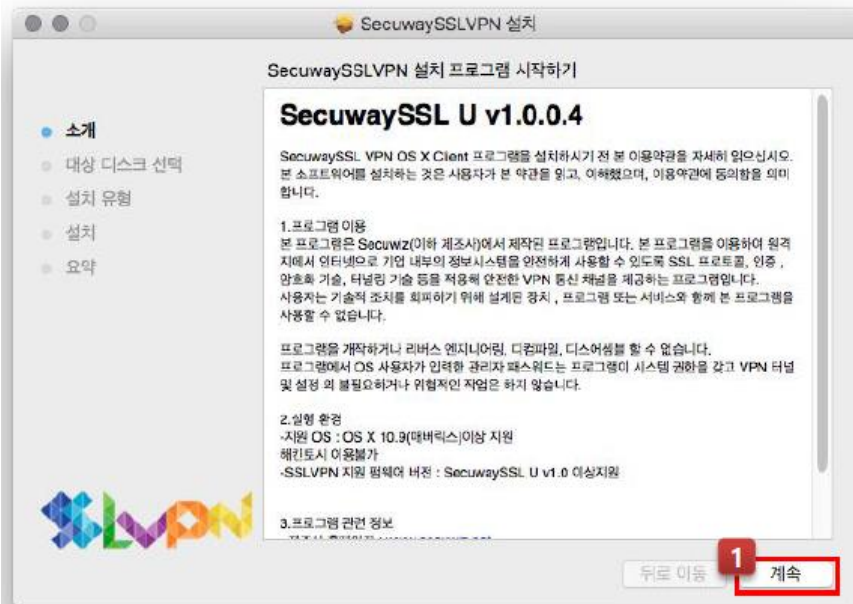 SecuwaySSLVPN 설치
SecuwaySSLVPN 설치 프로그램 시작하기
소개
대상 디스크 선택
설치 유형
설치
요약
SecuwaySSL U v1.0.0.4
SecuwaySSL VPN OS X Client 프로그램을 설치하시기 전 본 이용약관을 자세히 읽으십시오.
본 소프트웨어를 설치하는 것은 사용자가 본 약관을 읽고, 이해했으며, 이용약관에 동의함을 의미
합니다.
1.프로그램 이용
본 프로그램은 Secuwiz(이하 제조사)에서 제작된 프로그램입니다. 본 프로그램을 이용하여 원격
지에서 인터넷으로 기업 내부의 정보시스템을 안전하게 사용할 수 있도록 SSL 프로토콜, 인증 ,
암호화 기술, 터널링 기술 등을 적용해 안전한 VPN 통신 채널을 제공하는 프로그램입니다.
사용자는 기술적 조치를 회피하기 위해 설계된 장치 , 프로그램 또는 서비스와 함께 본 프로그램을
사용할 수 없습니다.
프로그램을 개작하거나 리버스 엔지니어링, 디컴파일, 디스어셈블 할 수 없습니다.
프로그램에서 OS 사용자가 입력한 관리자 패스워드는 프로그램이 시스템 권한을 갖고 VPN 터널
및 설정 외 불필요하거나 위협적인 작업은 하지 않습니다.
2.실행 환경
-지원 OS : OS X 10.9(매버릭스)이상 지원
해킨토시 이용불가
-SSLVPN 지원 펌웨어 버전 : SecuwaySSL U v1.0 이상지원
3.프로그램 관련 정보
SSLVPN
뒤로 이동
1
계속